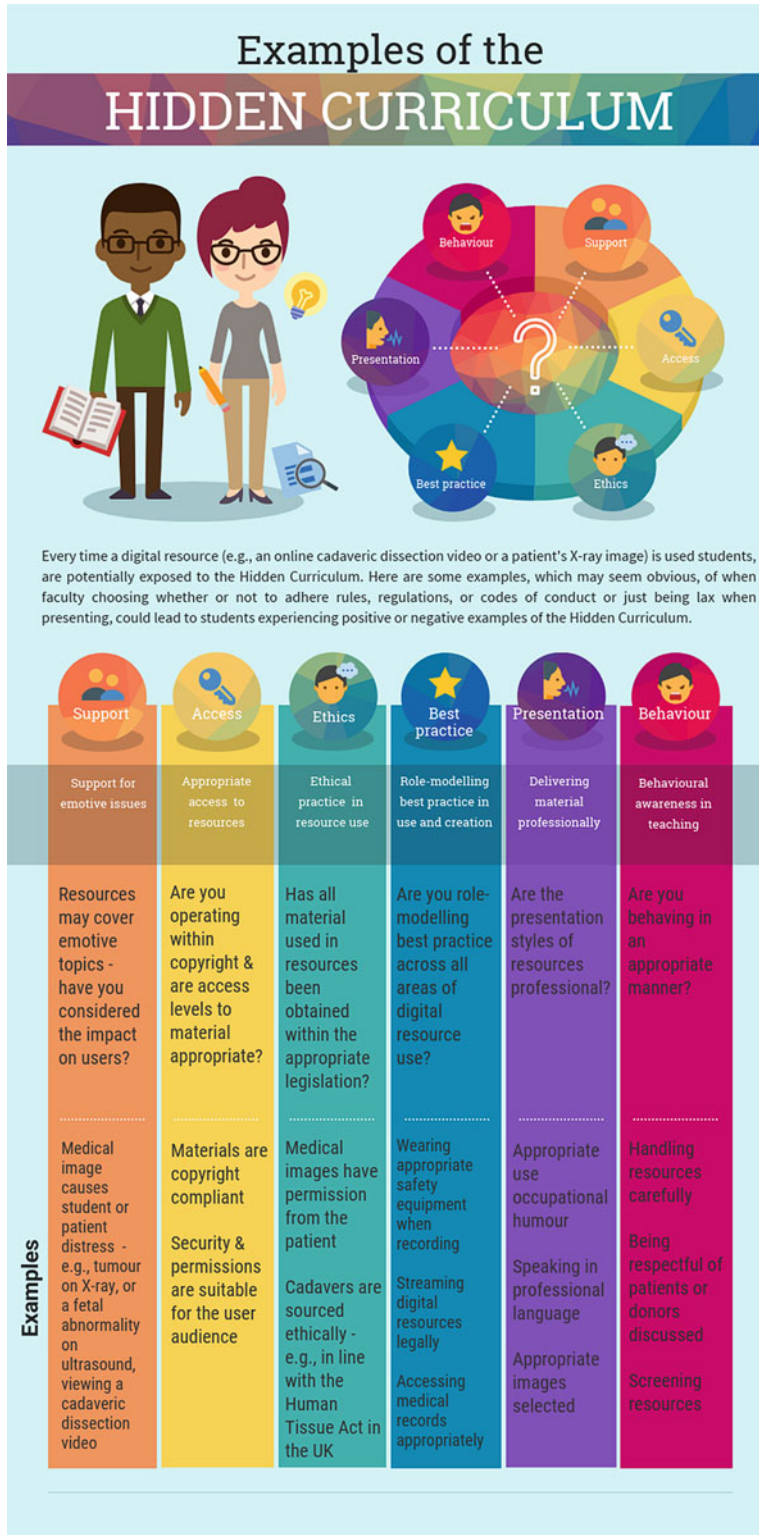 Examples of the
HIDDEN CURRICULUM
Behaviour
Support
Presentation
Access
?
Best practice
Ethics
Every time a digital resource (e.g., an online cadaveric dissection video or a patient's X-ray image) is used students,
are potentially exposed to the Hidden Curriculum. Here are some examples, which may seem obvious, of when
faculty choosing whether or not to adhere rules, regulations, or codes of conduct or just being lax when
presenting, could lead to students experiencing positive or negative examples of the Hidden Curriculum.
Support
Support for
emotive issues
Resources
may cover
emotive
topics -
have you
considered
the impact
on users?
Access
Appropriate
access to
resources
Are you
operating
within
copyright &
are access
levels to
material
appropriate?
Ethics
Ethical
practice in
resource use
Has all
material
used in
resources
been
obtained
within the
appropriate
legislation?
Best
practice
Role-modelling
best practice in
use and creation
Are you role-
modelling
best practice
across all
areas of
digital
resource
use?
Presentation
Delivering
material
professionally
Are the
presentation
styles of
resources
professional?
Behaviour
Behavioural
awareness in
teaching
Are you
behaving in
an
appropriate
manner?
Examples
Medical
image
causes
student or
patient
distress -
e.g., tumour
on X-ray, or
a fetal
abnormality
on
ultrasound,
viewing a
cadaveric
dissection
video
Materials are
copyright
compliant
Security &
permissions
are suitable
for the user
audience
Medical
images have
permission
from the
patient
Cadavers are
sourced
ethically -
e.g., in line
with the
Human
Tissue Act in
the UK
Wearing
appropriate
safety
equipment
when
recording
Streaming
digital
resources
legally
Accessing
medical
records
appropriately
Appropriate
use
occupational
humour
Speaking in
professional
language
Appropriate
images
selected
Handling
resources
carefully
Being
respectful of
patients or
donors
discussed
Screening
resources